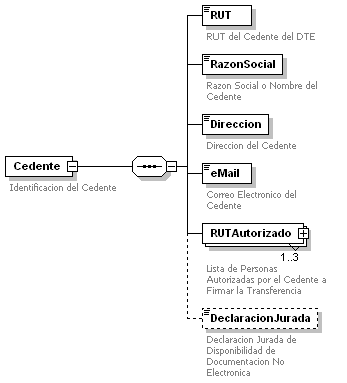 RUT
RUT del Cedente del DTE
RazonSocial
Razon Social o Nombre del
Cedente
Direccion
Direccion del Cedente
Cedente
Identificacion del Cedente
eMail
Correo Electronico del
Cedente
RUTAutorizado
1..3
Lista de Personas
Autorizadas por el Cedente a
Firmar la Transferencia
DeclaracionJurada
Declaracion Jurada de
Disponibilidad de
Documentacion No
Electronica